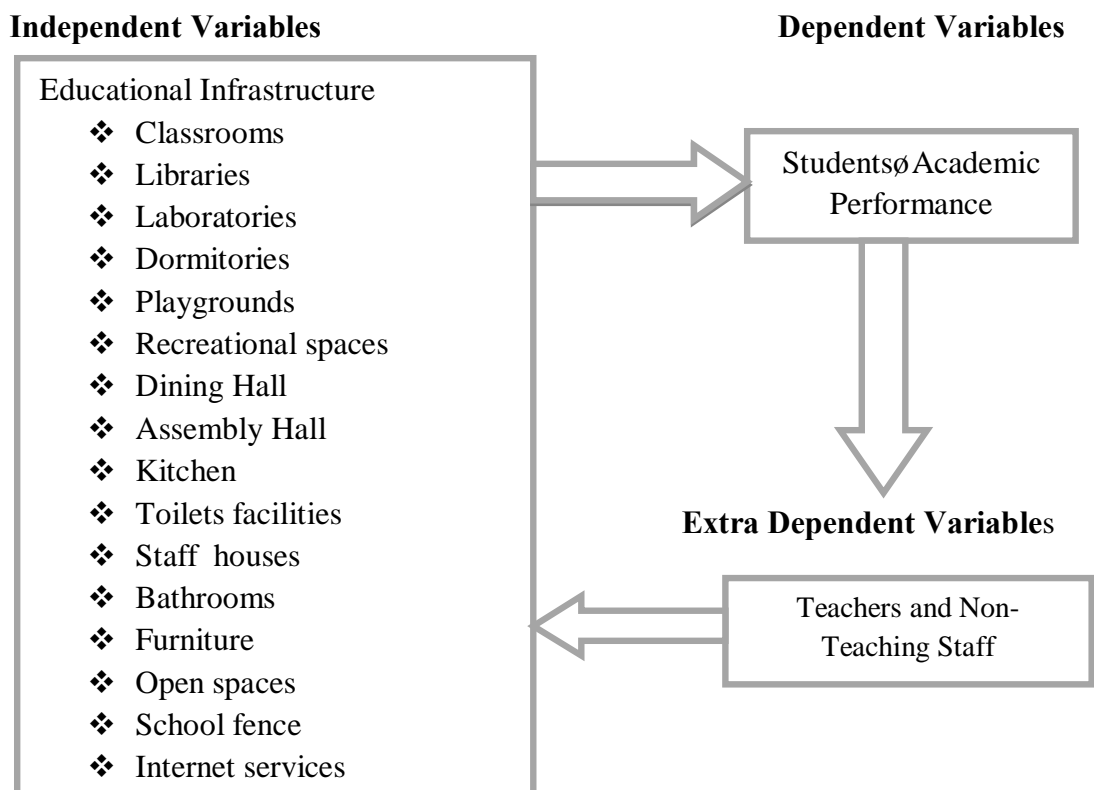 Independent Variables
Educational Infrastructure
❖ Classrooms
❖ Libraries
❖ Laboratories
❖ Dormitories
❖ Playgrounds
❖ Recreational spaces
❖ Dining Hall
❖ Assembly Hall
❖ Kitchen
❖ Toilets facilities
❖ Staff houses
❖ Bathrooms
❖ Furniture
❖ Open spaces
❖ School fence
❖ Internet services
Dependent Variables
Studentsø Academic
Performance
Extra Dependent Variables
Teachers and Non-
Teaching Staff